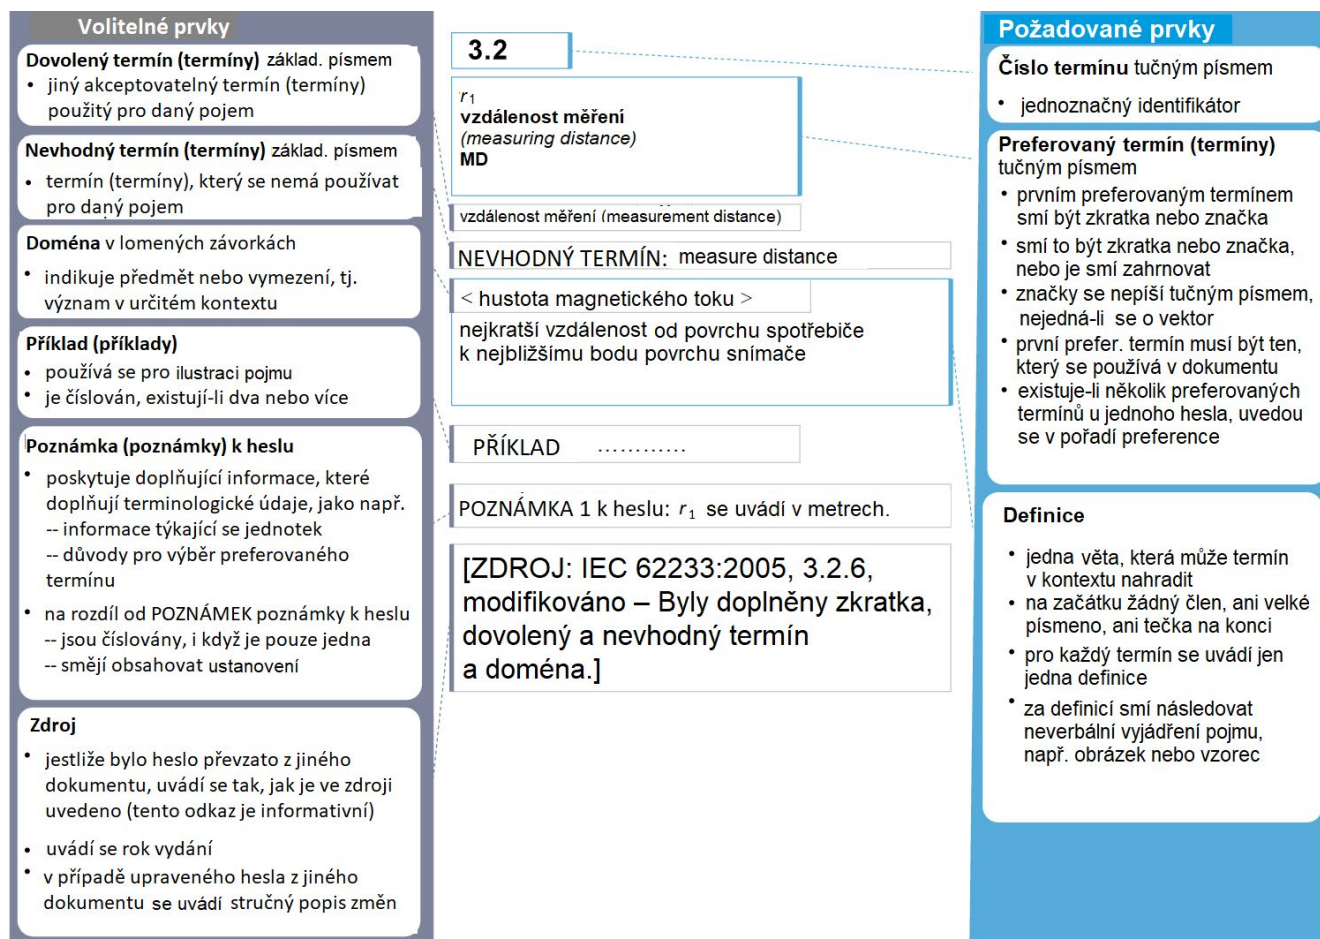 Volitelné prvky
Dovolený termín (termíny) základ. písmem
• jiný akceptovatelný termín (termíny)
použitý pro daný pojem
Nevhodný termín (termíny) základ. písmem
• termín (termíny), který se nemá používat
pro daný pojem
Doména v lomených závorkách
• indikuje předmět nebo vymezení, tj.
význam v určitém kontextu
Příklad (příklady)
• používá se pro ilustraci pojmu
• je číslován, existují-li dva nebo více
Poznámka (poznámky) k heslu
• poskytuje doplňující informace, které
doplňují terminologické údaje, jako např.
-- informace týkající se jednotek
-- důvody pro výběr preferovaného
termínu
• na rozdíl od POZNÁMEK poznámky k heslu
-- jsou číslovány, i když je pouze jedna
-- smějí obsahovat ustanovení
Zdroj
• jestliže bylo heslo převzato z jiného
dokumentu, uvádí se tak, jak je ve zdroji
uvedeno (tento odkaz je informativní)
• uvádí se rok vydání
• v případě upraveného hesla z jiného
dokumentu se uvádí stručný popis změn
3.2
r₁
vzdálenost měření
(measuring distance)
MD
vzdálenost měření (measurement distance)
NEVHODNÝ TERMÍN: measure distance
< hustota magnetického toku >
nejkratší vzdálenost od povrchu spotřebiče
k nejbližšímu bodu povrchu snímače
PŘÍKLAD …………
POZNÁMKA 1 k heslu: r₁ se uvádí v metrech.
[ZDROJ: IEC 62233:2005, 3.2.6,
modifikováno – Byly doplněny zkratka,
dovolený a nevhodný termín
a doména.]
Požadované prvky
Číslo termínu tučným písmem
• jednoznačný identifikátor
Preferovaný termín (termíny)
tučným písmem
• prvním preferovaným termínem
smí být zkratka nebo značka
• smí to být zkratka nebo značka,
nebo je smí zahrnovat
• značky se nepíší tučným písmem,
nejedná-li se o vektor
• první prefer. termín musí být ten,
který se používá v dokumentu
• existuje-li několik preferovaných
termínů u jednoho hesla, uvedou
se v pořadí preference
Definice
• jedna věta, která může termín
v kontextu nahradit
• na začátku žádný člen, ani velké
písmeno, ani tečka na konci
• pro každý termín se uvádí jen
jedna definice
• za definicí smí následovat
neverbální vyjádření pojmu,
např. obrázek nebo vzorec